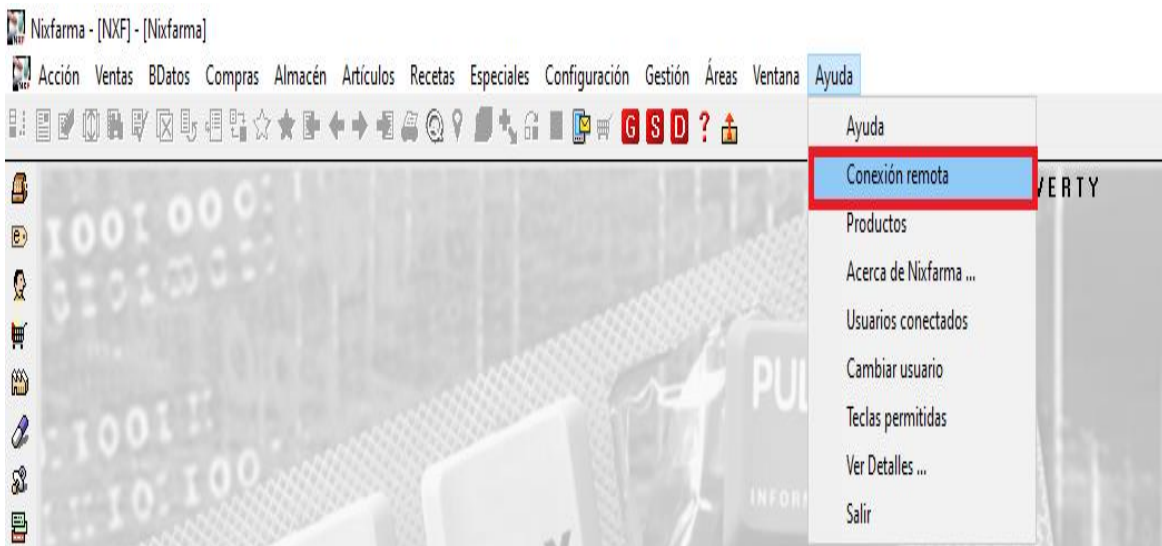 Nixfarma - [NXF] - [Nixfarma]
Acción Ventas BDatos Compras Almacén Artículos Recetas Especiales Configuración Gestión Áreas Ventana Ayuda
G S D ?
Ayuda
Conexión remota
VERTY
Productos
Acerca de Nixfarma ...
Usuarios conectados
Cambiar usuario
Teclas permitidas
Ver Detalles ...
Salir